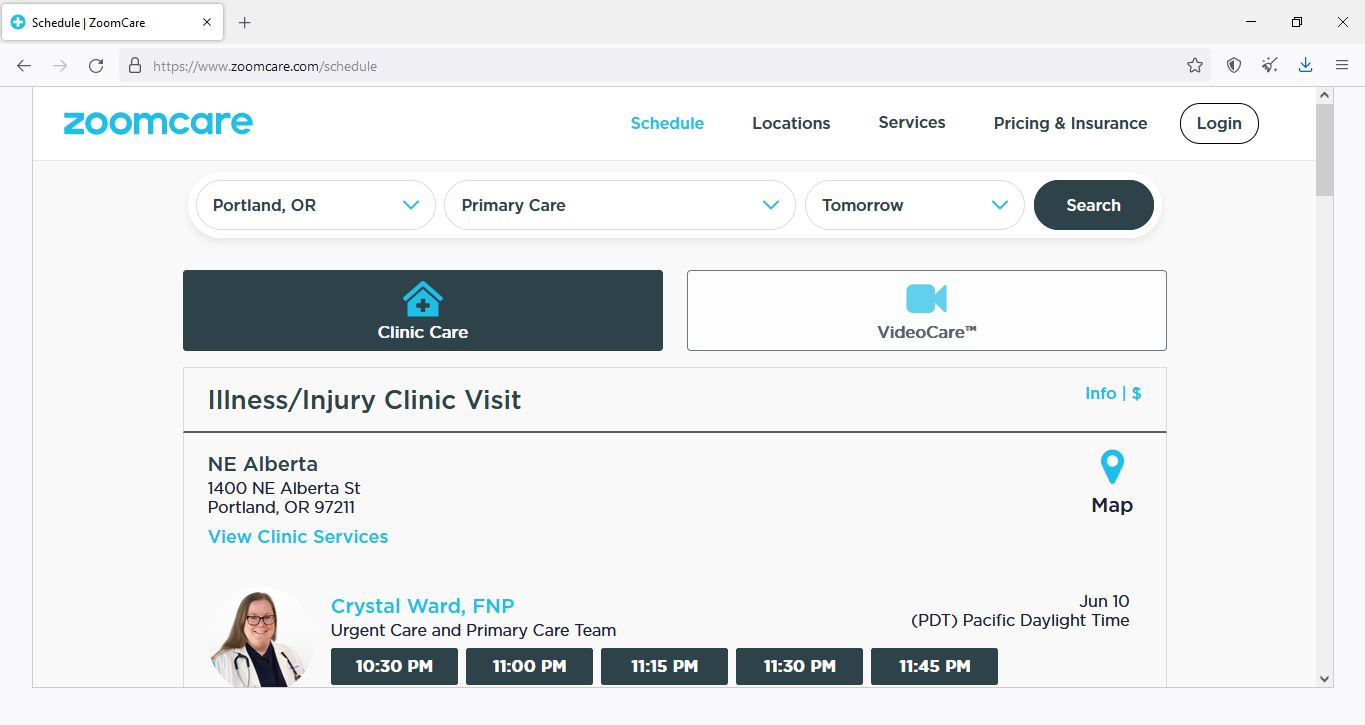 Schedule | ZoomCare
https://www.zoomcare.com/schedule
zoomcare
Schedule
Locations
Services
Pricing & Insurance
Login
Portland, OR
Primary Care
Tomorrow
Search
Clinic Care
VideoCare™
Illness/Injury Clinic Visit
Info | $
NE Alberta
1400 NE Alberta St
Portland, OR 97211
View Clinic Services
Map
Crystal Ward, FNP
Urgent Care and Primary Care Team
Jun 10
(PDT) Pacific Daylight Time
10:30 PM
11:00 PM
11:15 PM
11:30 PM
11:45 PM